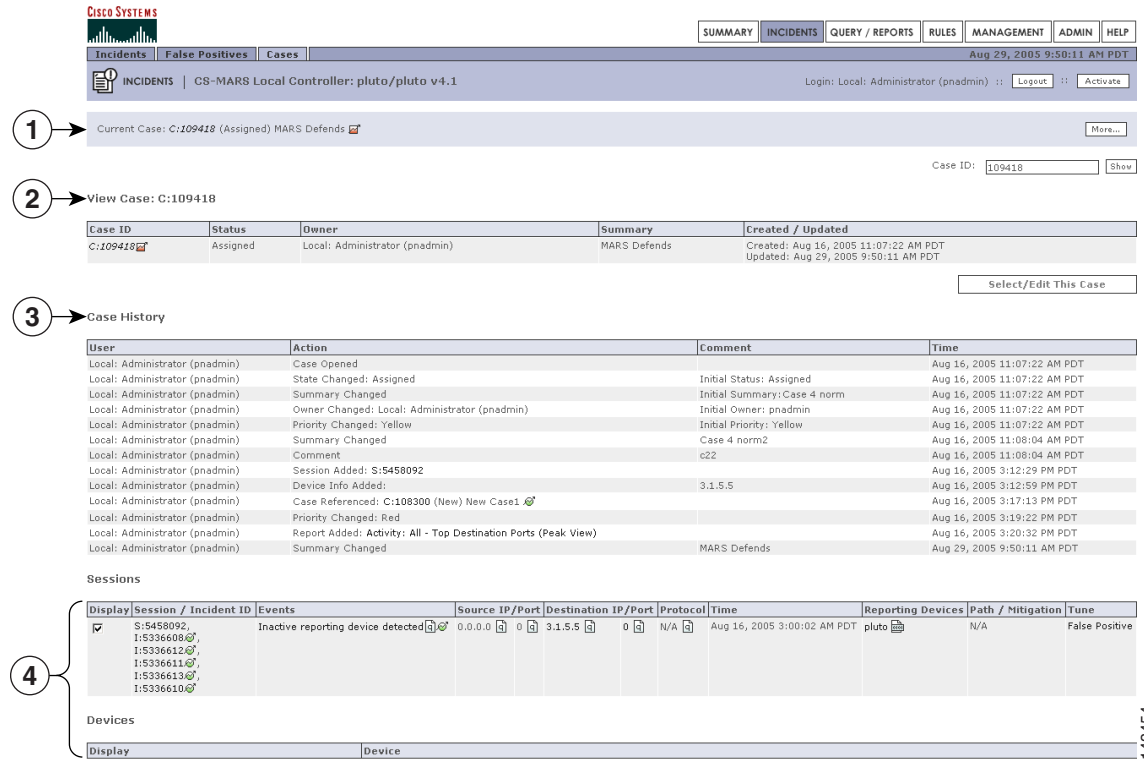 CISCO SYSTEMS
SUMMARY INCIDENTS QUERY / REPORTS RULES MANAGEMENT ADMIN HELP
Incidents False Positives Cases Aug 29, 2005 9:50:11 AM PDT
INCIDENTS | CS-MARS Local Controller: pluto/pluto v4.1 Login: Local: Administrator (pnadmin) :: Logout :: Activate
1 Current Case: C:109418 (Assigned) MARS Defends More...
Case ID: 109418 Show
2 View Case: C:109418
Case ID Status Owner Summary Created / Updated
C:109418 Assigned Local: Administrator (pnadmin) MARS Defends Created: Aug 16, 2005 11:07:22 AM PDT
Updated: Aug 29, 2005 9:50:11 AM PDT
Select/Edit This Case
3 Case History
User Action Comment Time
Local: Administrator (pnadmin) Case Opened Aug 16, 2005 11:07:22 AM PDT
Local: Administrator (pnadmin) State Changed: Assigned Initial Status: Assigned Aug 16, 2005 11:07:22 AM PDT
Local: Administrator (pnadmin) Summary Changed Initial Summary: Case 4 norm Aug 16, 2005 11:07:22 AM PDT
Local: Administrator (pnadmin) Owner Changed: Local: Administrator (pnadmin) Initial Owner: pnadmin Aug 16, 2005 11:07:22 AM PDT
Local: Administrator (pnadmin) Priority Changed: Yellow Initial Priority: Yellow Aug 16, 2005 11:07:22 AM PDT
Local: Administrator (pnadmin) Summary Changed Case 4 norm2 Aug 16, 2005 11:08:04 AM PDT
Local: Administrator (pnadmin) Comment c22 Aug 16, 2005 11:08:04 AM PDT
Local: Administrator (pnadmin) Session Added: S:5458092 Aug 16, 2005 3:12:29 PM PDT
Local: Administrator (pnadmin) Device Info Added: 3.1.5.5 Aug 16, 2005 3:12:59 PM PDT
Local: Administrator (pnadmin) Case Referenced: C:108300 (New) New Case1 Aug 16, 2005 3:17:13 PM PDT
Local: Administrator (pnadmin) Priority Changed: Red Aug 16, 2005 3:19:22 PM PDT
Local: Administrator (pnadmin) Report Added: Activity: All - Top Destination Ports (Peak View) Aug 16, 2005 3:20:32 PM PDT
Local: Administrator (pnadmin) Summary Changed MARS Defends Aug 29, 2005 9:50:11 AM PDT
Sessions
Display Session / Incident ID Events Source IP/Port Destination IP/Port Protocol Time Reporting Devices Path / Mitigation Tune
S:5458092, Inactive reporting device detected q 0.0.0.0 q 0 q 3.1.5.5 q 0 q N/A q Aug 16, 2005 3:00:02 AM PDT pluto N/A False Positive
I:5336608,
I:5336612,
I:5336611,
I:5336613,
I:5336610
4
Devices
Display Device